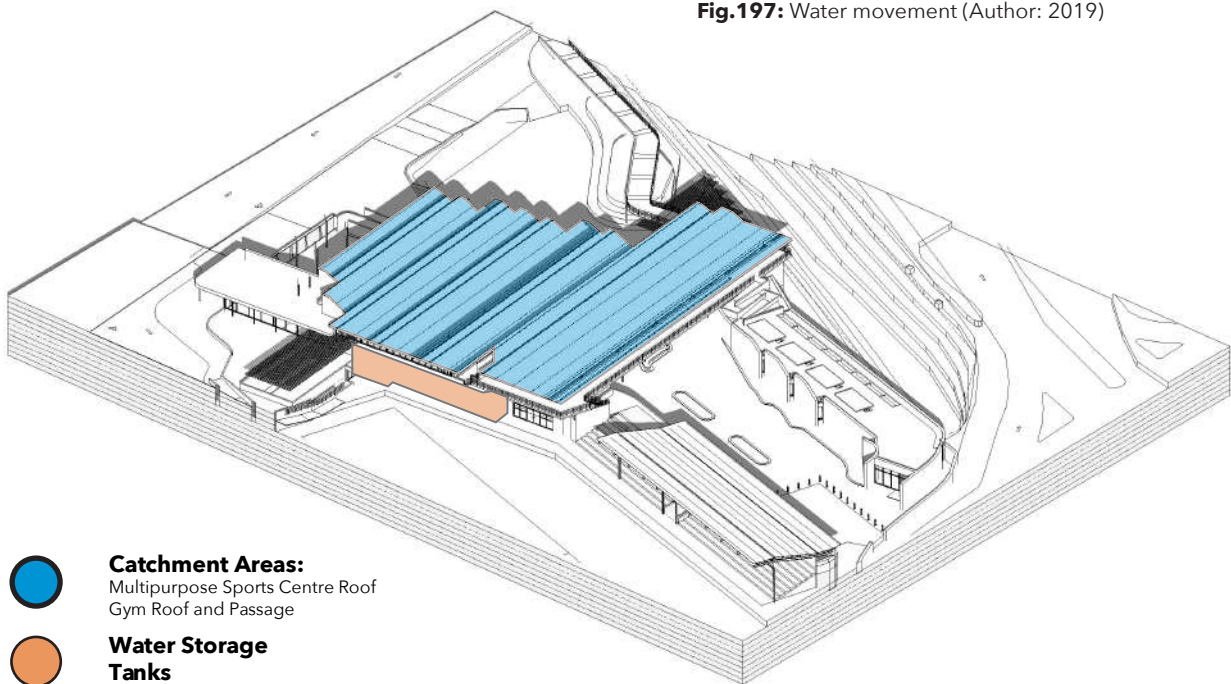 Fig.197: Water movement (Author: 2019)
Catchment Areas:
Multipurpose Sports Centre Roof
Gym Roof and Passage
Water Storage
Tanks